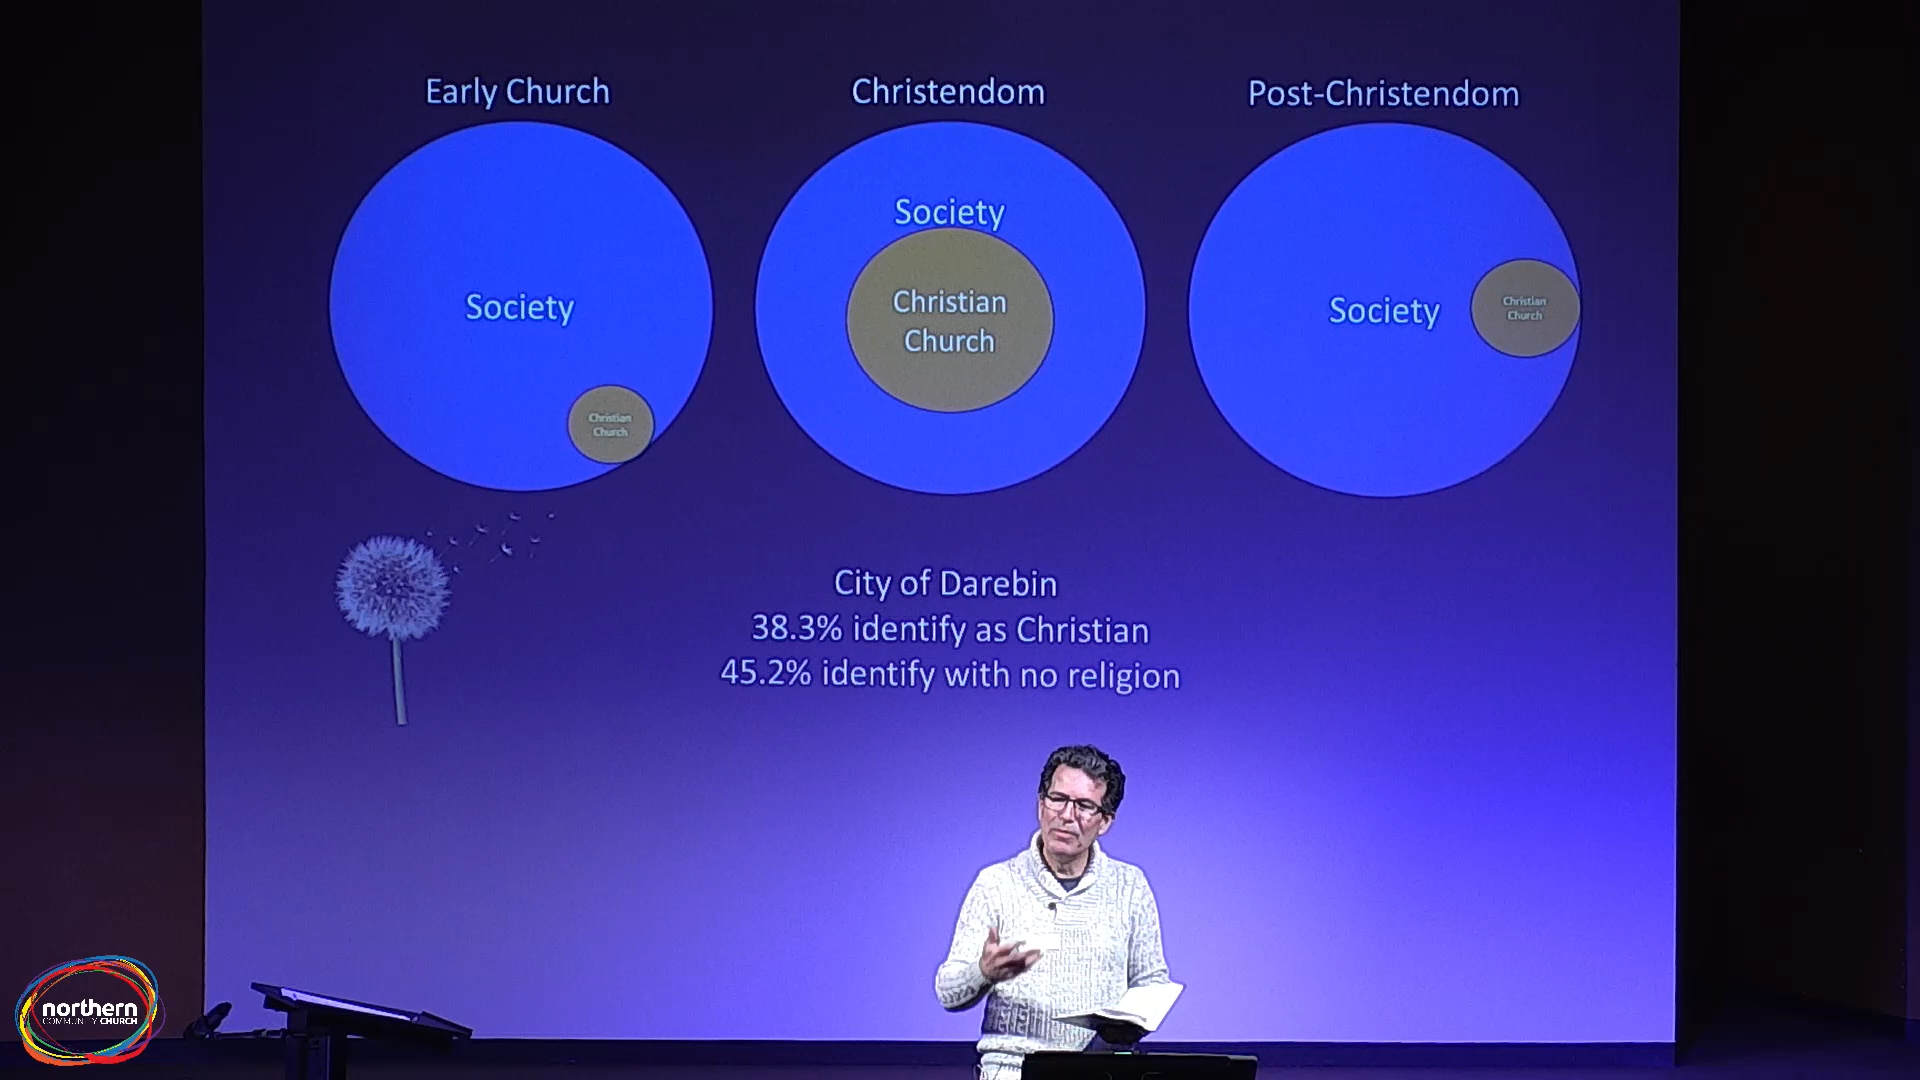 Early Church
Christendom
Post-Christendom
Society
Christian
Church
Society
Christian
Church
Society
Christian
Church
City of Darebin
38.3% identify as Christian
45.2% identify with no religion
northern
COMMUNITY CHURCH